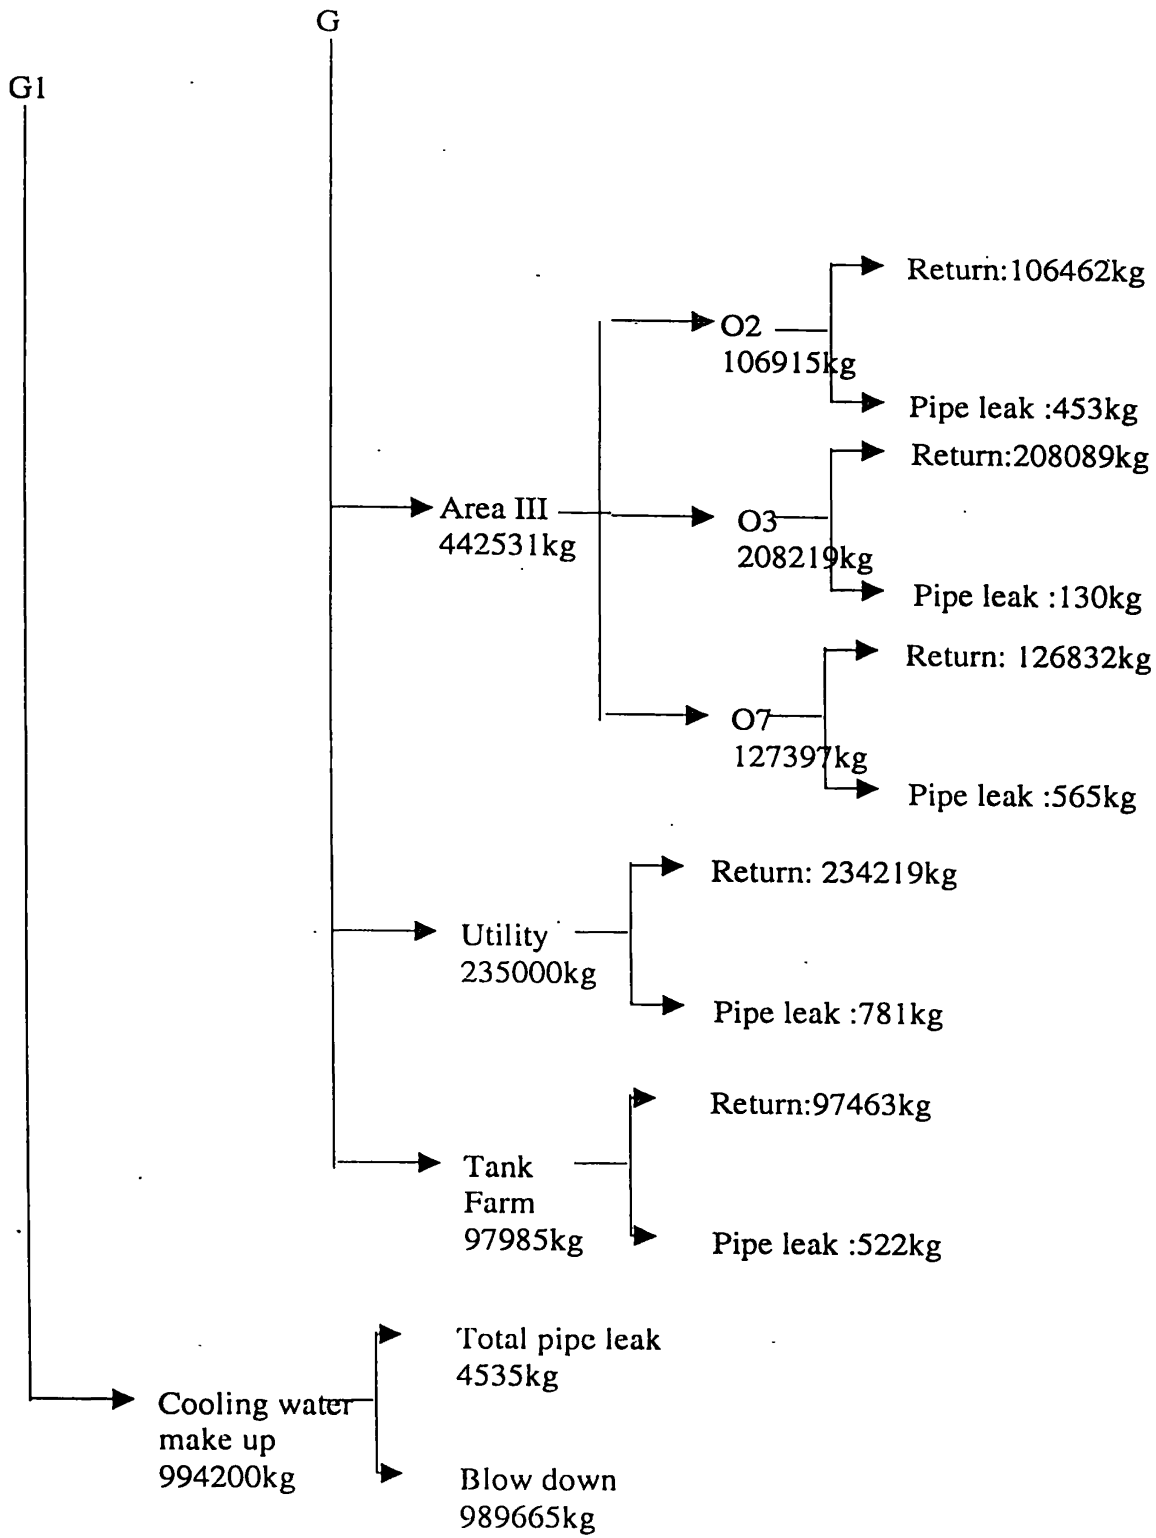 G
G1
Return:106462kg
O2
106915kg
Pipe leak :453kg
Return:208089kg
Area III
442531kg
O3
208219kg
Pipe leak :130kg
Return: 126832kg
O7
127397kg
Pipe leak :565kg
Return: 234219kg
Utility
235000kg
Pipe leak :781kg
Return:97463kg
Tank
Farm
97985kg
Pipe leak :522kg
Total pipe leak
4535kg
Cooling water
make up
994200kg
Blow down
989665kg